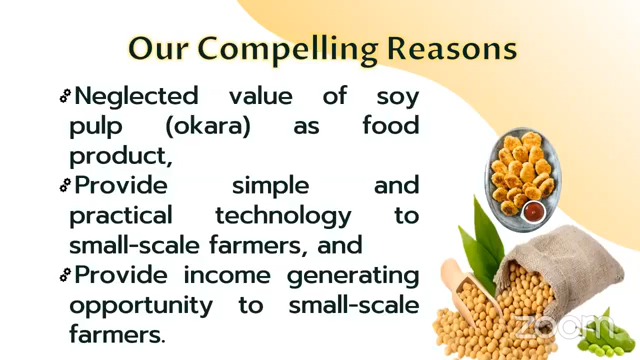 Our Compelling Reasons
Neglected value of soy
pulp (okara) as food
product,
Provide simple and
practical technology to
small-scale farmers, and
Provide income generating
opportunity to small-scale
farmers.
zoom